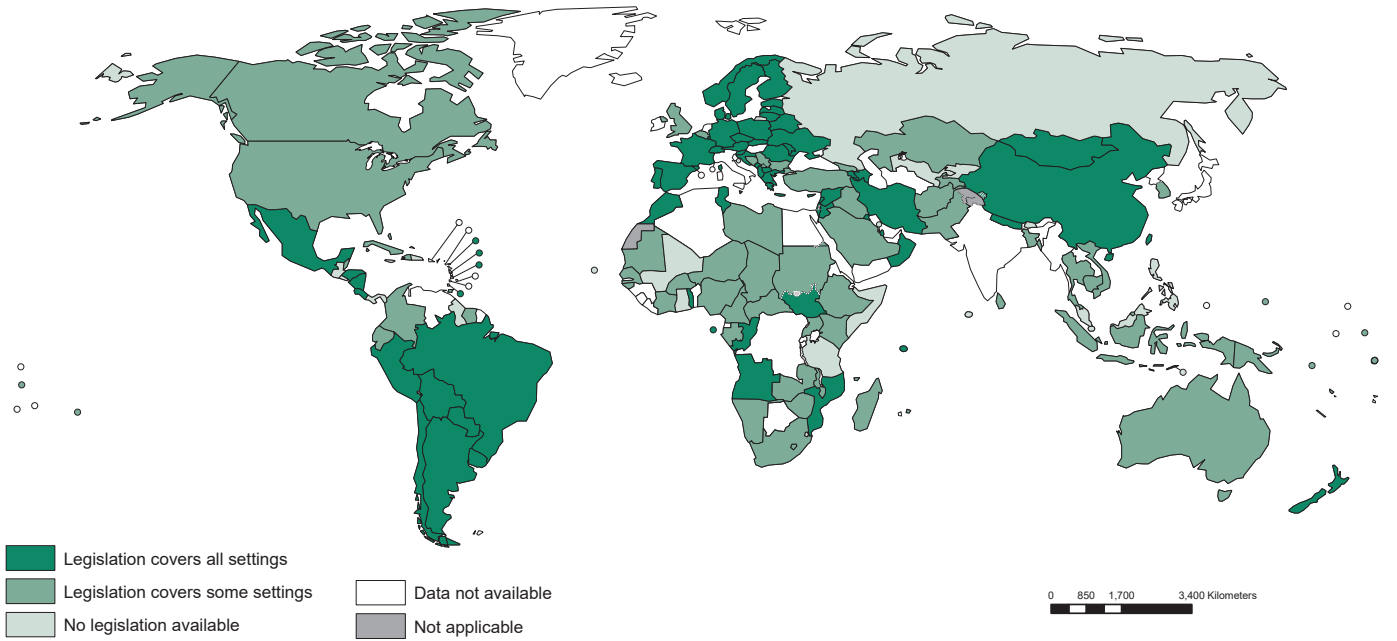 Legislation covers all settings
Legislation covers some settings
No legislation available
Data not available
Not applicable
0 850 1,700 3,400 Kilometers